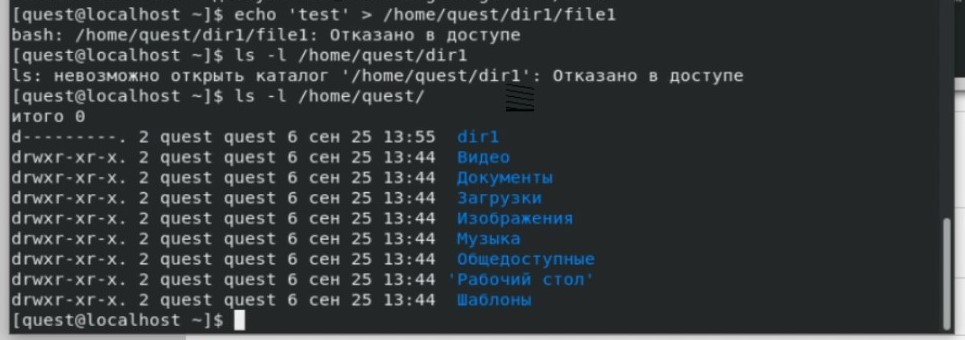 [quest@localhost ~]$ echo 'test' > /home/quest/dir1/file1
bash: /home/quest/dir1/file1: Отказано в доступе
[quest@localhost ~]$ ls -l /home/quest/dir1
ls: невозможно открыть каталог '/home/quest/dir1': Отказано в доступе
[quest@localhost ~]$ ls -l /home/quest/
итого 0
d---------. 2 quest quest 6 сен 25 13:55 dir1
drwxr-xr-x. 2 quest quest 6 сен 25 13:44 Видео
drwxr-xr-x. 2 quest quest 6 сен 25 13:44 Документы
drwxr-xr-x. 2 quest quest 6 сен 25 13:44 Загрузки
drwxr-xr-x. 2 quest quest 6 сен 25 13:44 Изображения
drwxr-xr-x. 2 quest quest 6 сен 25 13:44 Музыка
drwxr-xr-x. 2 quest quest 6 сен 25 13:44 Общедоступные
drwxr-xr-x. 2 quest quest 6 сен 25 13:44 'Рабочий стол'
drwxr-xr-x. 2 quest quest 6 сен 25 13:44 Шаблоны
[quest@localhost ~]$